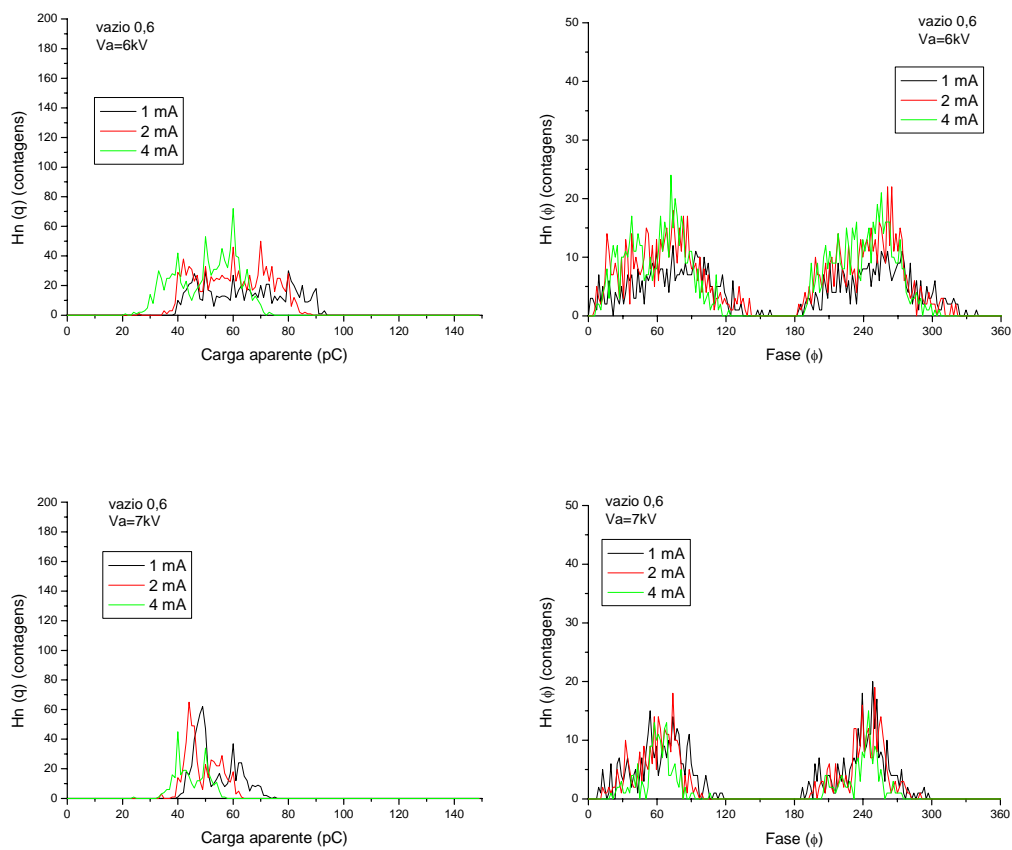 vazio 0,6
Va=6kV
1 mA
2 mA
4 mA
200
180
160
140
120
100
80
60
40
20
0
Hn (q) (contagens)
0 20 40 60 80 100 120 140
Carga aparente (pC)
vazio 0,6
Va=6kV
1 mA
2 mA
4 mA
50
40
30
20
10
0
Hn (ϕ) (contagens)
0 60 120 180 240 300 360
Fase (ϕ)
vazio 0,6
Va=7kV
1 mA
2 mA
4 mA
200
180
160
140
120
100
80
60
40
20
0
Hn (q) (contagens)
0 20 40 60 80 100 120 140
Carga aparente (pC)
vazio 0,6
Va=7kV
1 mA
2 mA
4 mA
50
40
30
20
10
0
Hn (ϕ) (contagens)
0 60 120 180 240 300 360
Fase (ϕ)